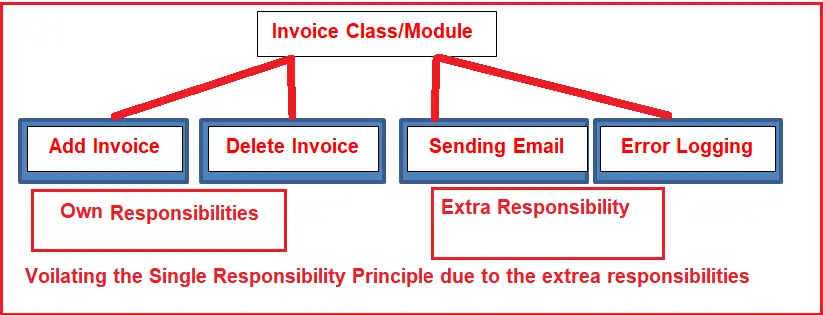 Invoice Class/Module
Add Invoice
Delete Invoice
Sending Email
Error Logging
Own Responsibilities
Extra Responsibility
Voilating the Single Responsibility Principle due to the extrea responsibilities